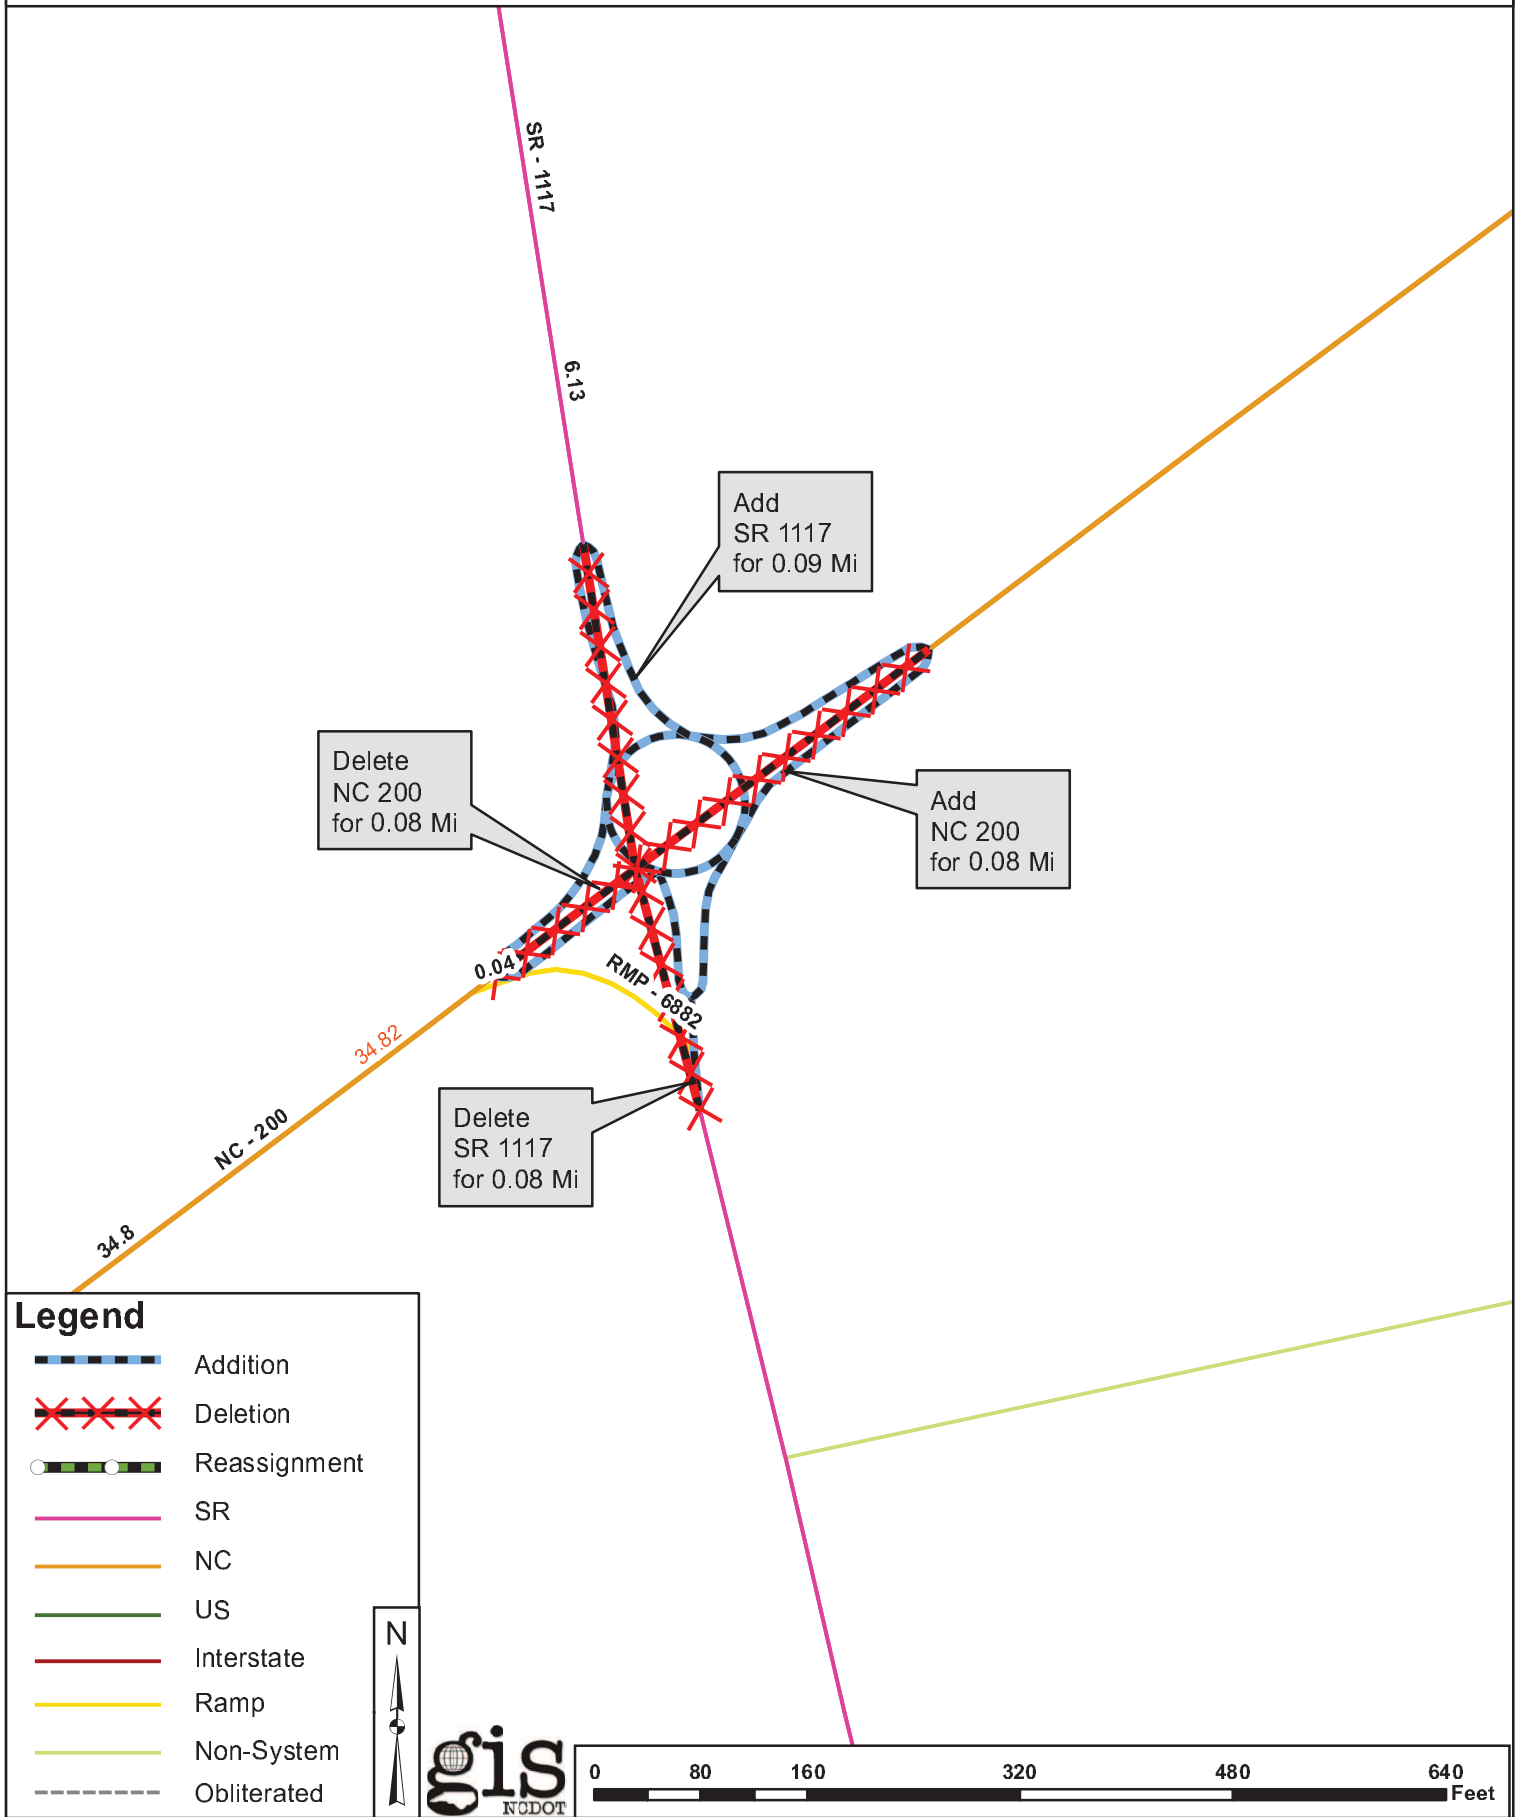 SR - 1117
6.13
Add
SR 1117
for 0.09 Mi
Delete
NC 200
for 0.08 Mi
Add
NC 200
for 0.08 Mi
0.04
RMP - 6882
34.82
Delete
SR 1117
for 0.08 Mi
NC - 200
34.8
Legend
Addition
Deletion
Reassignment
SR
NC
US
Interstate
Ramp
Non-System
Obliterated
N
gis
NCDOT
0 80 160 320 480 640
Feet